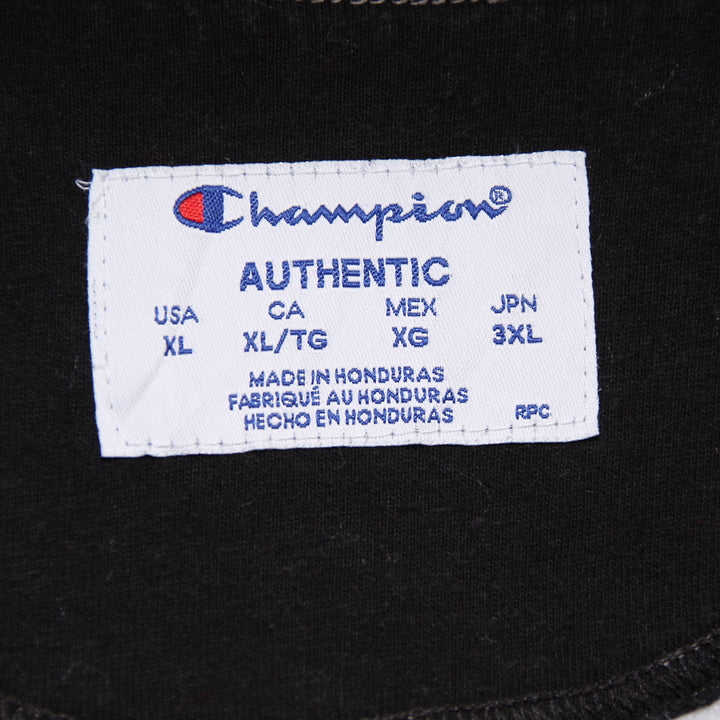 Champion®
AUTHENTIC
USA CA MEX JPN
XL XL/TG XG 3XL
MADE IN HONDURAS
FABRIQUÉ AU HONDURAS
HECHO EN HONDURAS RPC